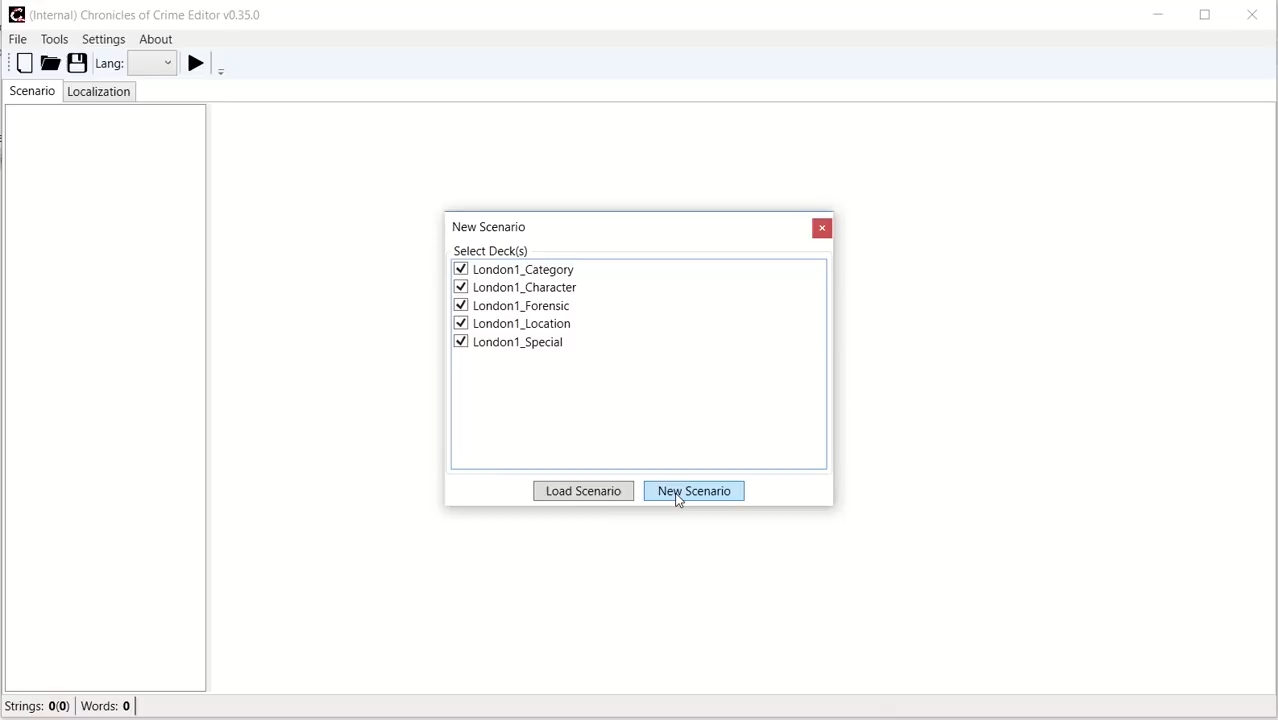 (Internal) Chronicles of Crime Editor v0.35.0
File Tools Settings About
Lang:
Scenario Localization
New Scenario
Select Deck(s)
London1_Category
London1_Character
London1_Forensic
London1_Location
London1_Special
Load Scenario New Scenario
Strings: 0(0) Words: 0